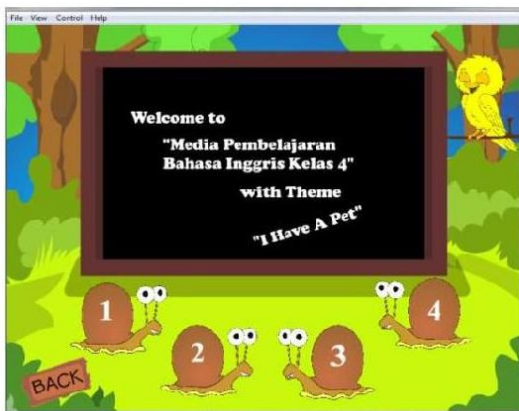 File View Control Help
Welcome to
"Media Pembelajaran
Bahasa Inggris Kelas 4"
with Theme
"I Have A Pet"
1
4
2
3
BACK